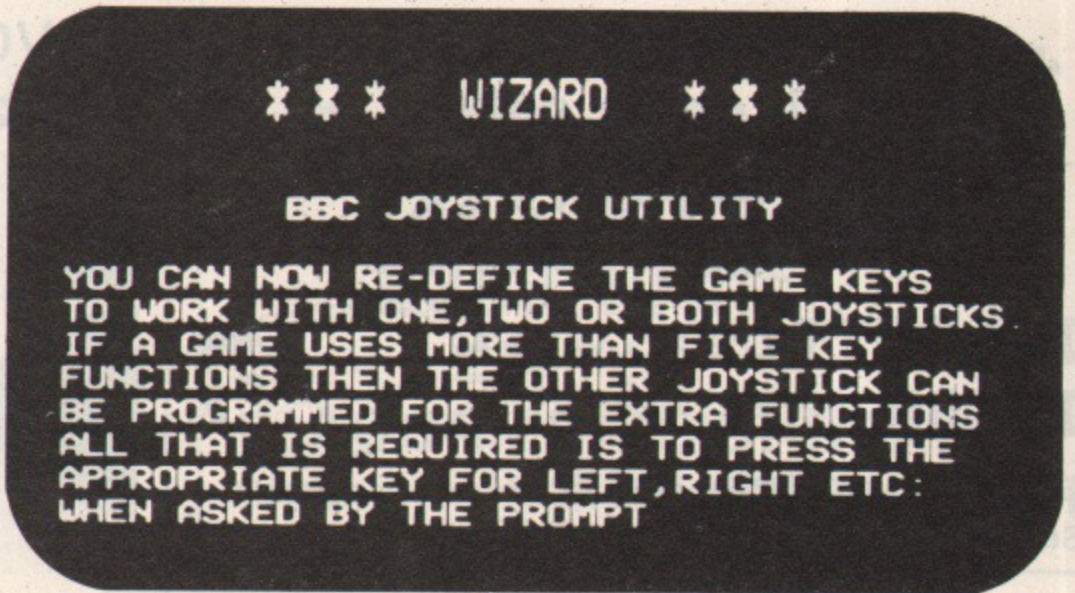 * * * WIZARD * * *
BBC JOYSTICK UTILITY
YOU CAN NOW RE-DEFINE THE GAME KEYS
TO WORK WITH ONE,TWO OR BOTH JOYSTICKS.
IF A GAME USES MORE THAN FIVE KEY
FUNCTIONS THEN THE OTHER JOYSTICK CAN
BE PROGRAMMED FOR THE EXTRA FUNCTIONS
ALL THAT IS REQUIRED IS TO PRESS THE
APPROPRIATE KEY FOR LEFT,RIGHT ETC:
WHEN ASKED BY THE PROMPT